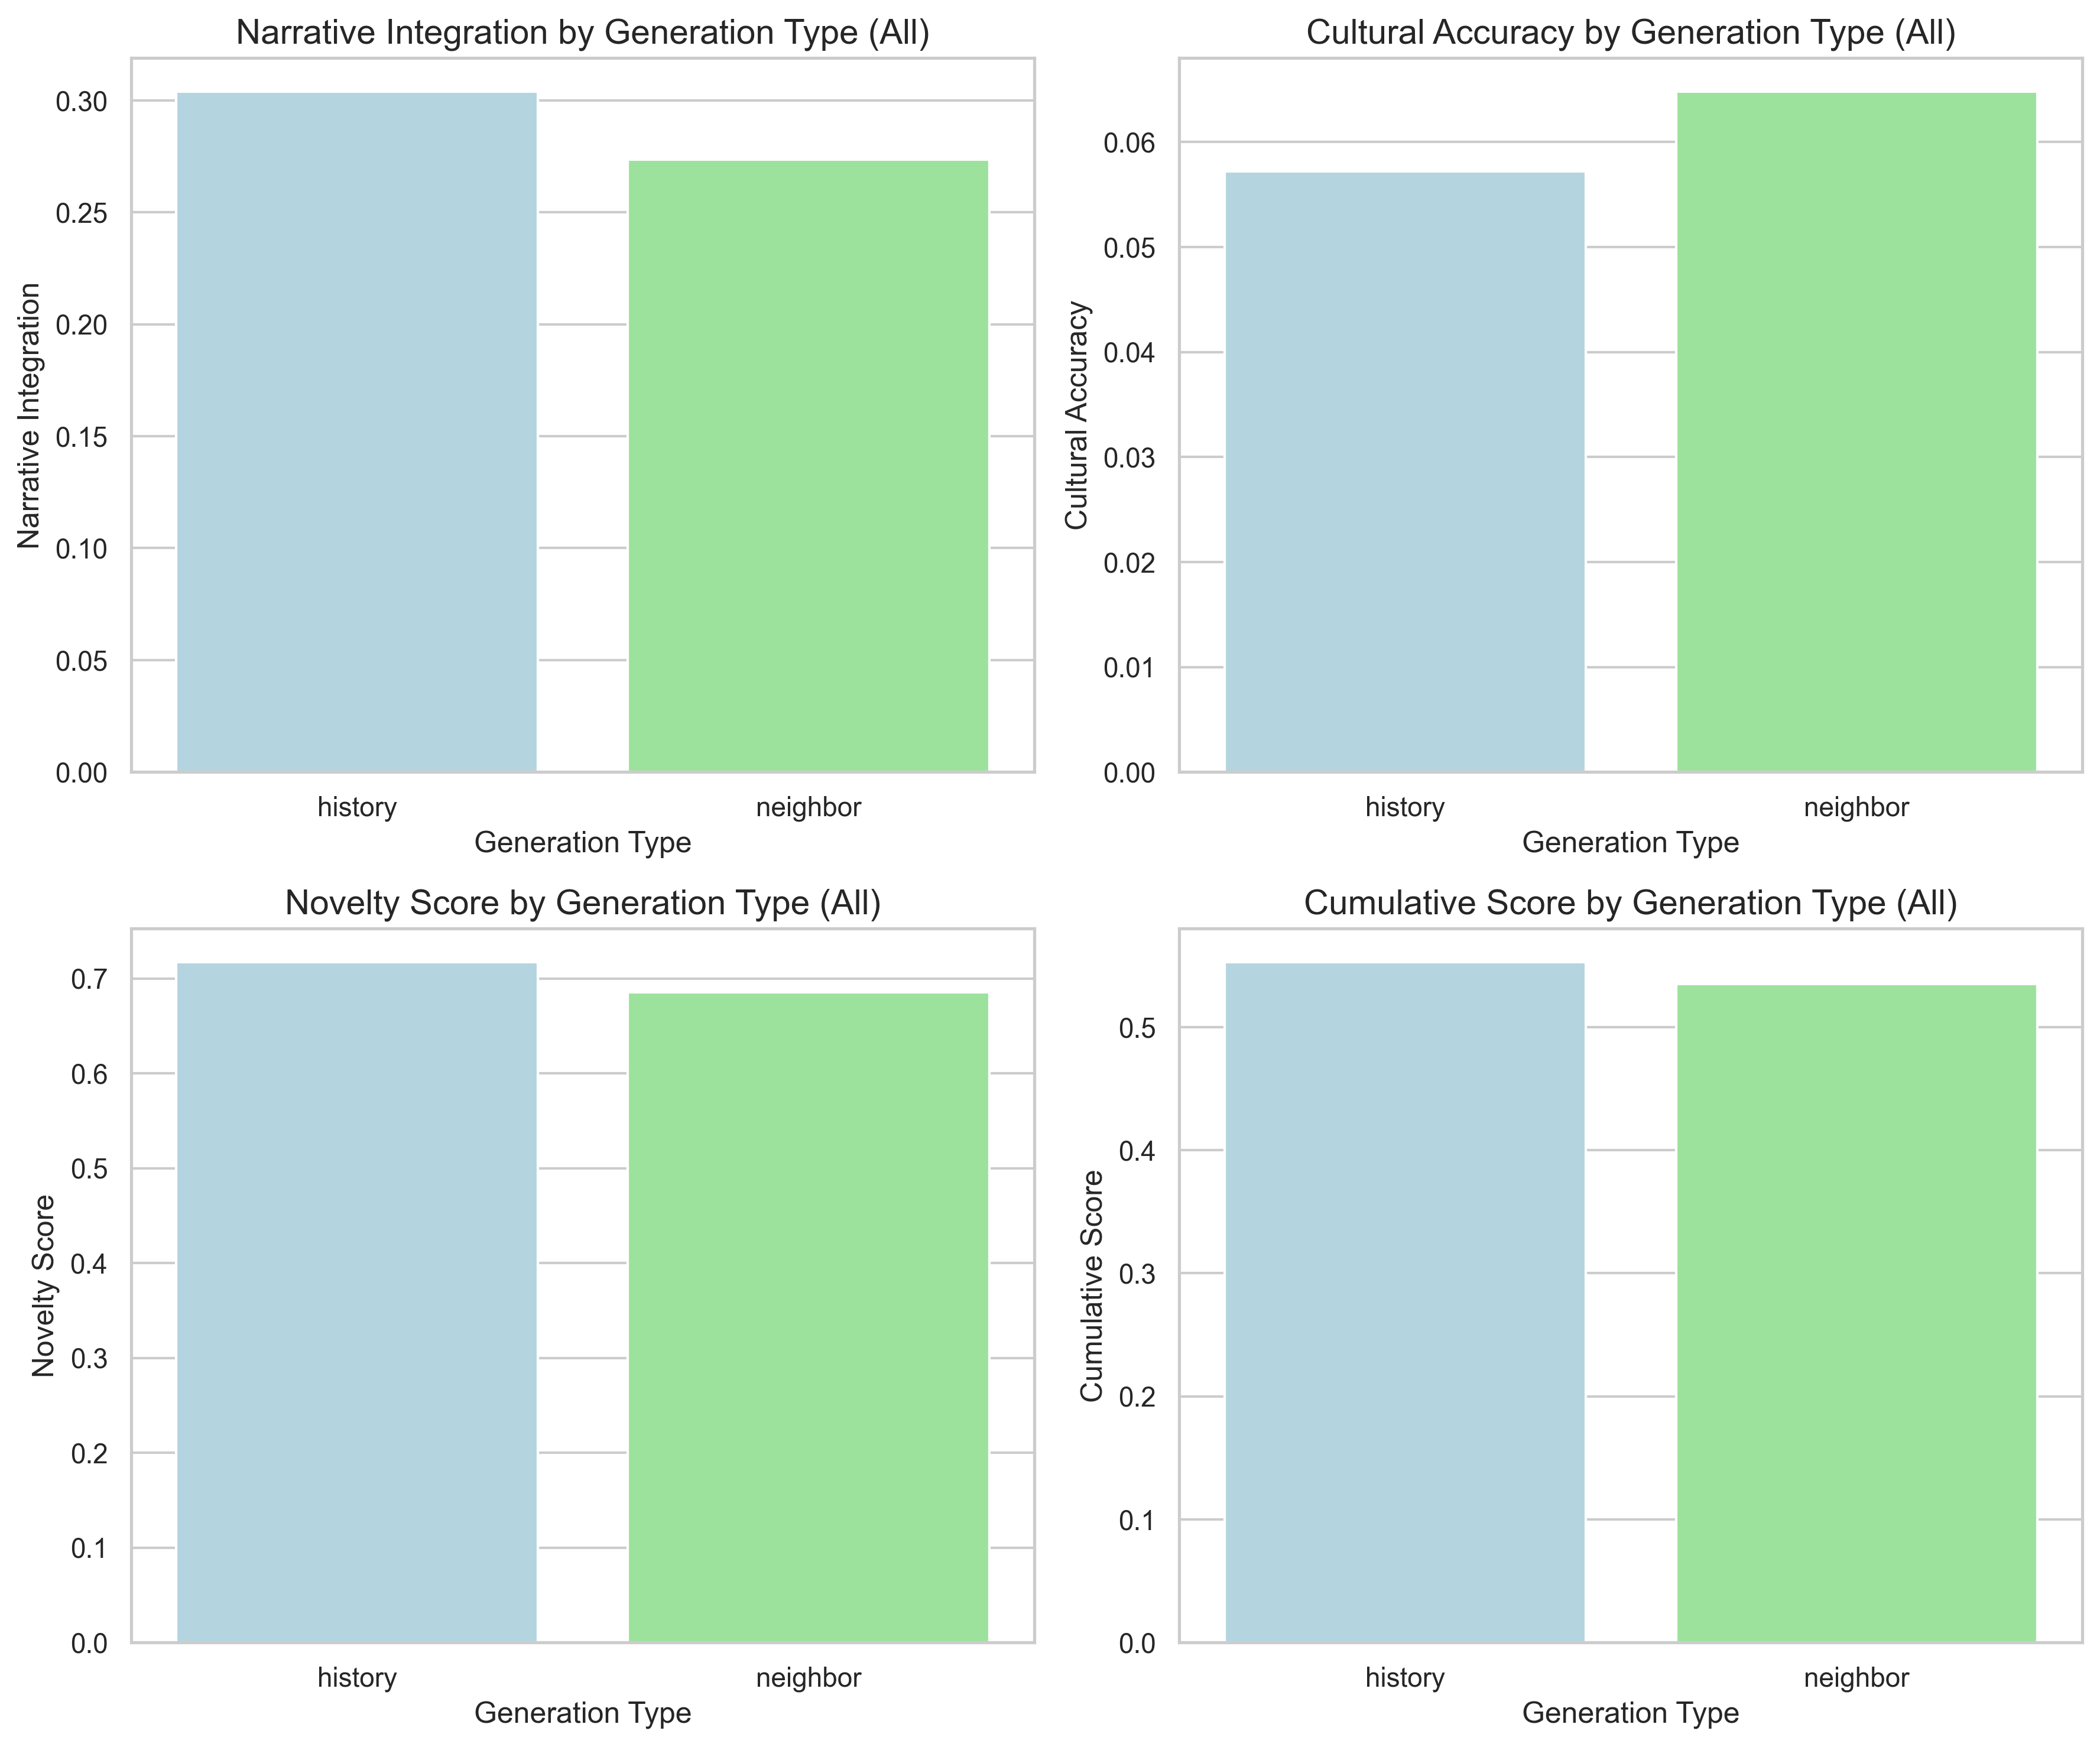 Narrative Integration by Generation Type (All)
Narrative Integration
0.30
0.25
0.20
0.15
0.10
0.05
0.00
history
neighbor
Generation Type
Cultural Accuracy by Generation Type (All)
Cultural Accuracy
0.06
0.05
0.04
0.03
0.02
0.01
0.00
history
neighbor
Generation Type
Novelty Score by Generation Type (All)
Novelty Score
0.7
0.6
0.5
0.4
0.3
0.2
0.1
0.0
history
neighbor
Generation Type
Cumulative Score by Generation Type (All)
Cumulative Score
0.5
0.4
0.3
0.2
0.1
0.0
history
neighbor
Generation Type